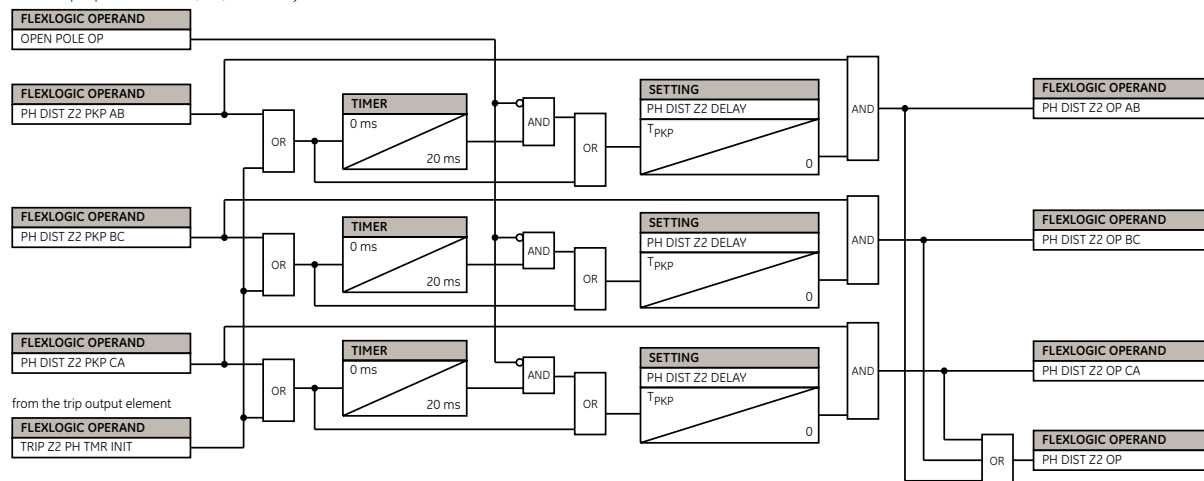 FLEXLOGIC OPERAND
OPEN POLE OP
FLEXLOGIC OPERAND
PH DIST Z2 PKP AB
OR
TIMER
0 ms
20 ms
AND
OR
SETTING
PH DIST Z2 DELAY
TPKP
0
AND
FLEXLOGIC OPERAND
PH DIST Z2 OP AB
FLEXLOGIC OPERAND
PH DIST Z2 PKP BC
OR
TIMER
0 ms
20 ms
AND
OR
SETTING
PH DIST Z2 DELAY
TPKP
0
AND
FLEXLOGIC OPERAND
PH DIST Z2 OP BC
FLEXLOGIC OPERAND
PH DIST Z2 PKP CA
OR
TIMER
0 ms
20 ms
AND
OR
SETTING
PH DIST Z2 DELAY
TPKP
0
AND
FLEXLOGIC OPERAND
PH DIST Z2 OP CA
from the trip output element
FLEXLOGIC OPERAND
TRIP Z2 PH TMR INIT
OR
FLEXLOGIC OPERAND
PH DIST Z2 OP